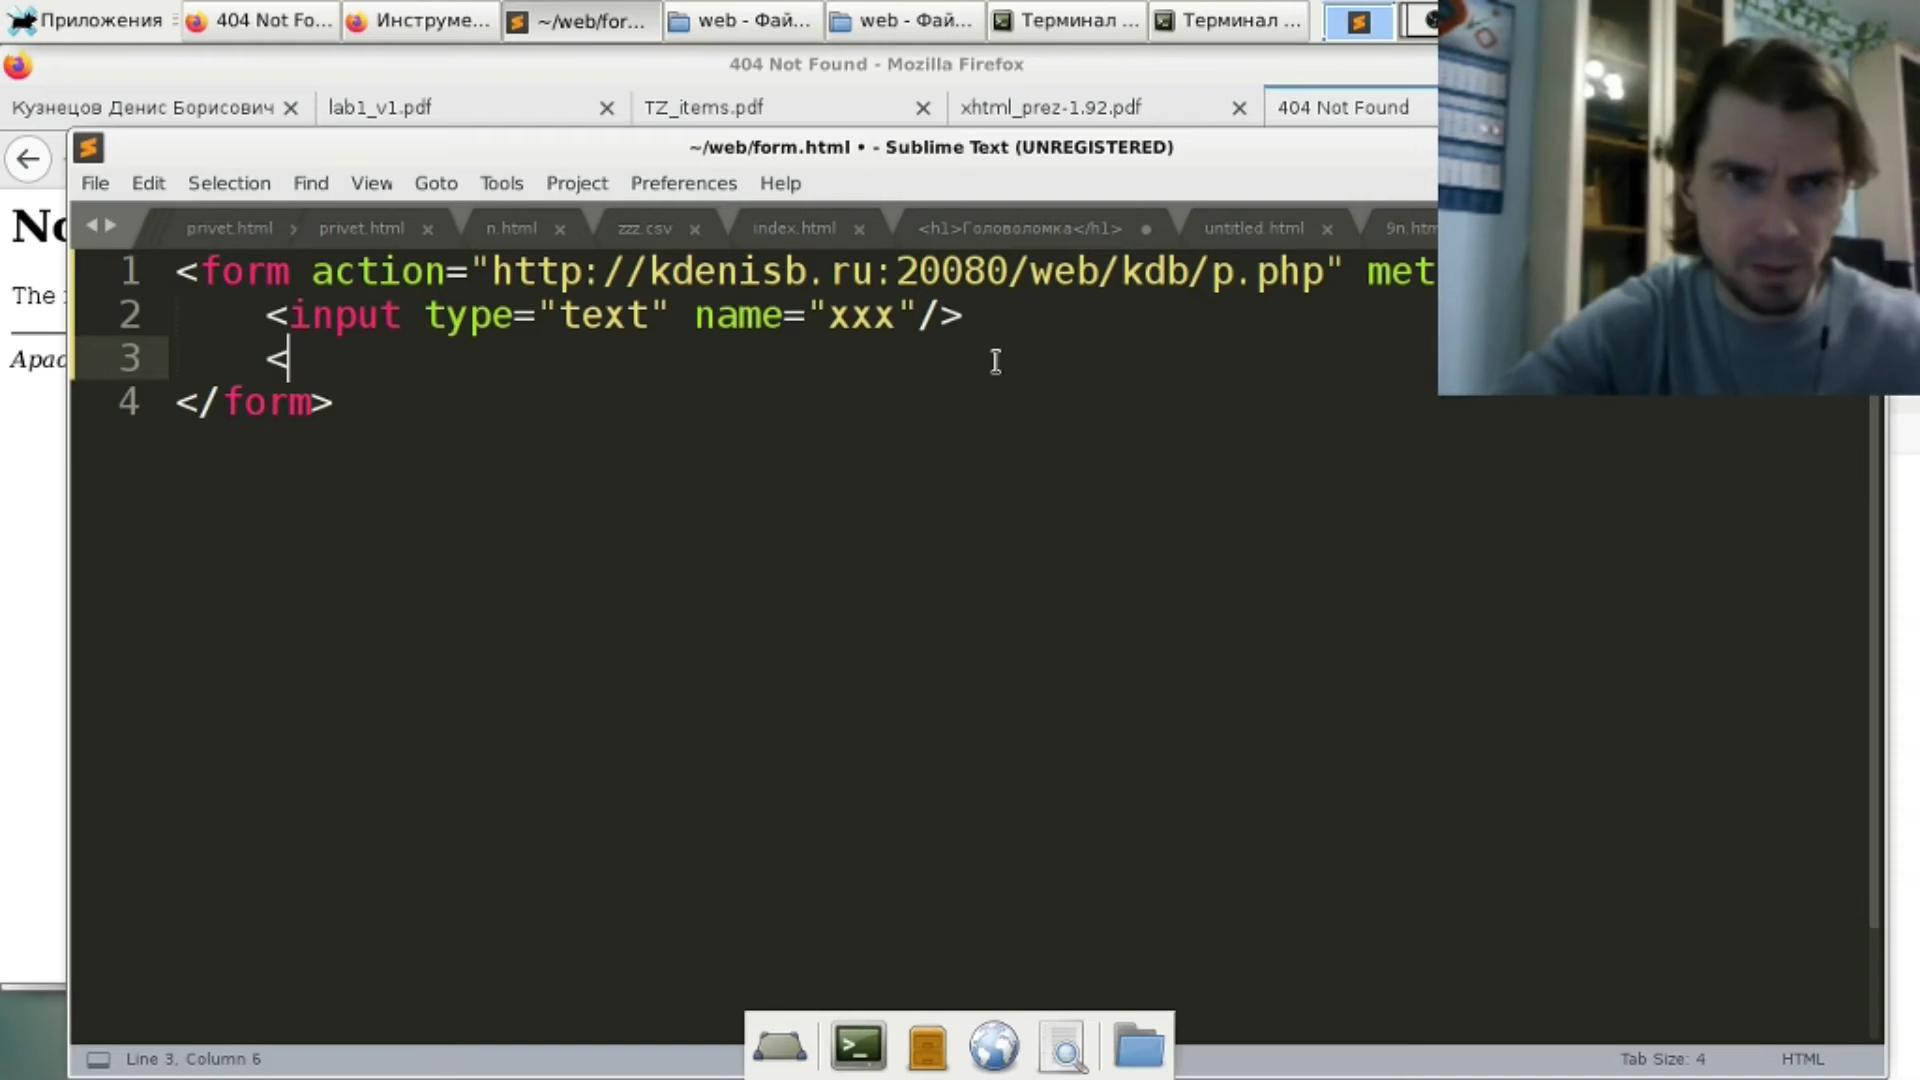 Приложения 404 Not Fo... Инструме... ~/web/for... web - Фай... web - Фай... Терминал ... Терминал ...
404 Not Found - Mozilla Firefox
Кузнецов Денис Борисович lab1_v1.pdf TZ_items.pdf xhtml_prez-1.92.pdf 404 Not Found
~/web/form.html • - Sublime Text (UNREGISTERED)
File Edit Selection Find View Goto Tools Project Preferences Help
privet.html privet.html n.html zzz.csv index.html <h1>Головоломка</h1> untitled.html 9n.htm
1 <form action="http://kdenisb.ru:20080/web/kdb/p.php" met
2 <input type="text" name="xxx"/>
3 <
4 </form>
The
Apac
Line 3, Column 6 Tab Size: 4 HTML